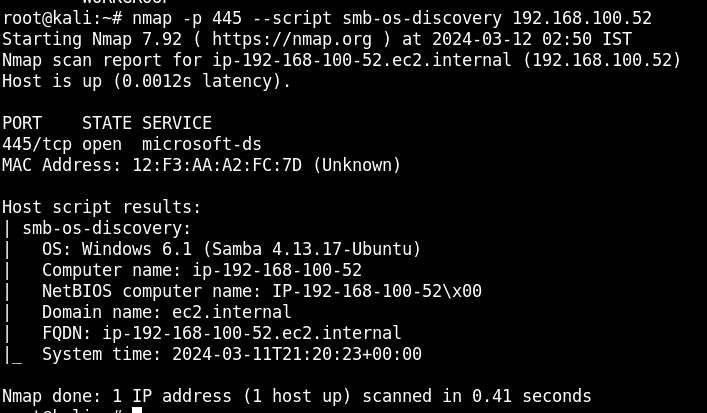 root@kali:~# nmap -p 445 --script smb-os-discovery 192.168.100.52
Starting Nmap 7.92 ( https://nmap.org ) at 2024-03-12 02:50 IST
Nmap scan report for ip-192-168-100-52.ec2.internal (192.168.100.52)
Host is up (0.0012s latency).
PORT    STATE SERVICE
445/tcp open  microsoft-ds
MAC Address: 12:F3:AA:A2:FC:7D (Unknown)
Host script results:
| smb-os-discovery:
|   OS: Windows 6.1 (Samba 4.13.17-Ubuntu)
|   Computer name: ip-192-168-100-52
|   NetBIOS computer name: IP-192-168-100-52\x00
|   Domain name: ec2.internal
|   FQDN: ip-192-168-100-52.ec2.internal
|_  System time: 2024-03-11T21:20:23+00:00
Nmap done: 1 IP address (1 host up) scanned in 0.41 seconds